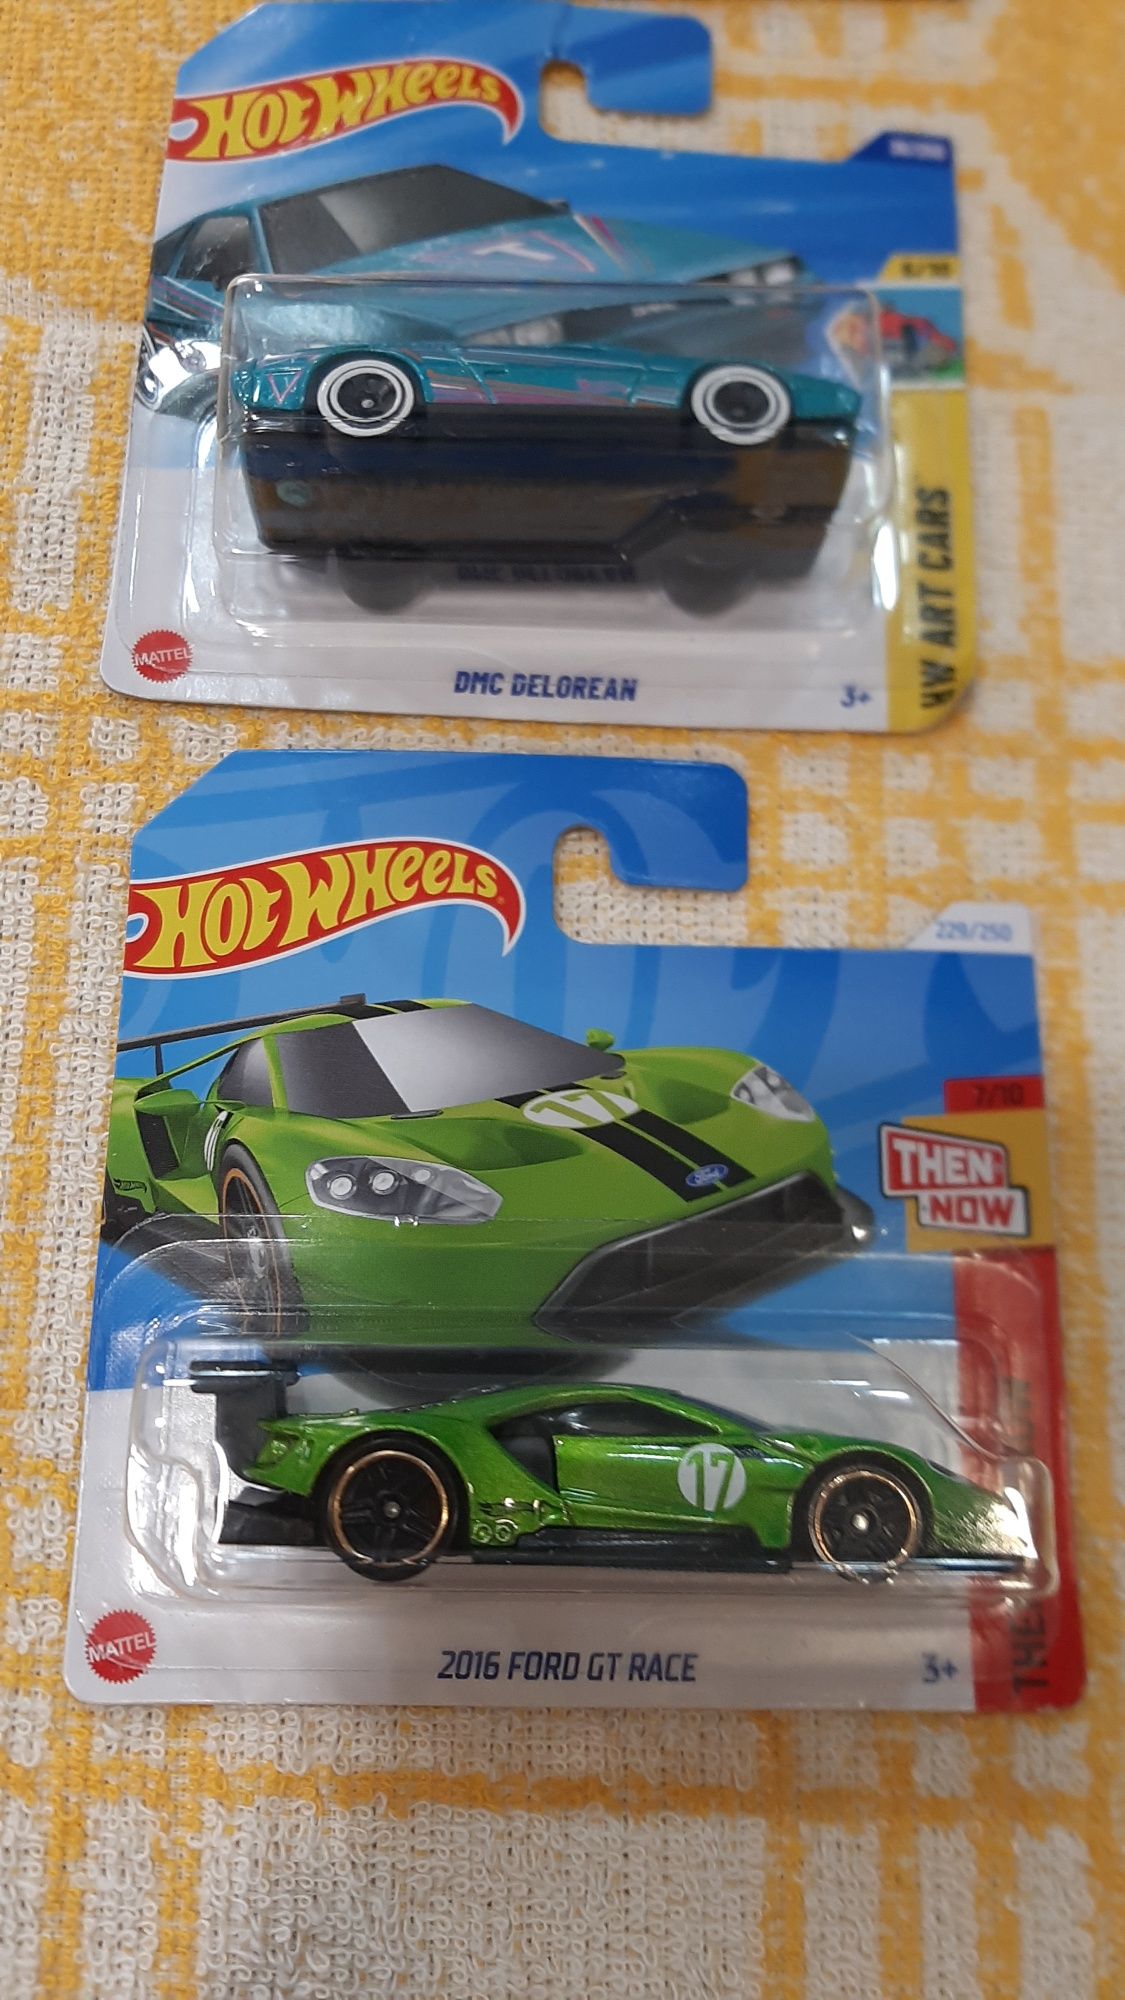 HOT WHEELS
T
HW ART CARS
MATTEL
DMC DELOREAN
3+
HOT WHEELS
229/250
7/10
17
Ford
THEN
NOW
17
MATTEL
2016 FORD GT RACE
3+